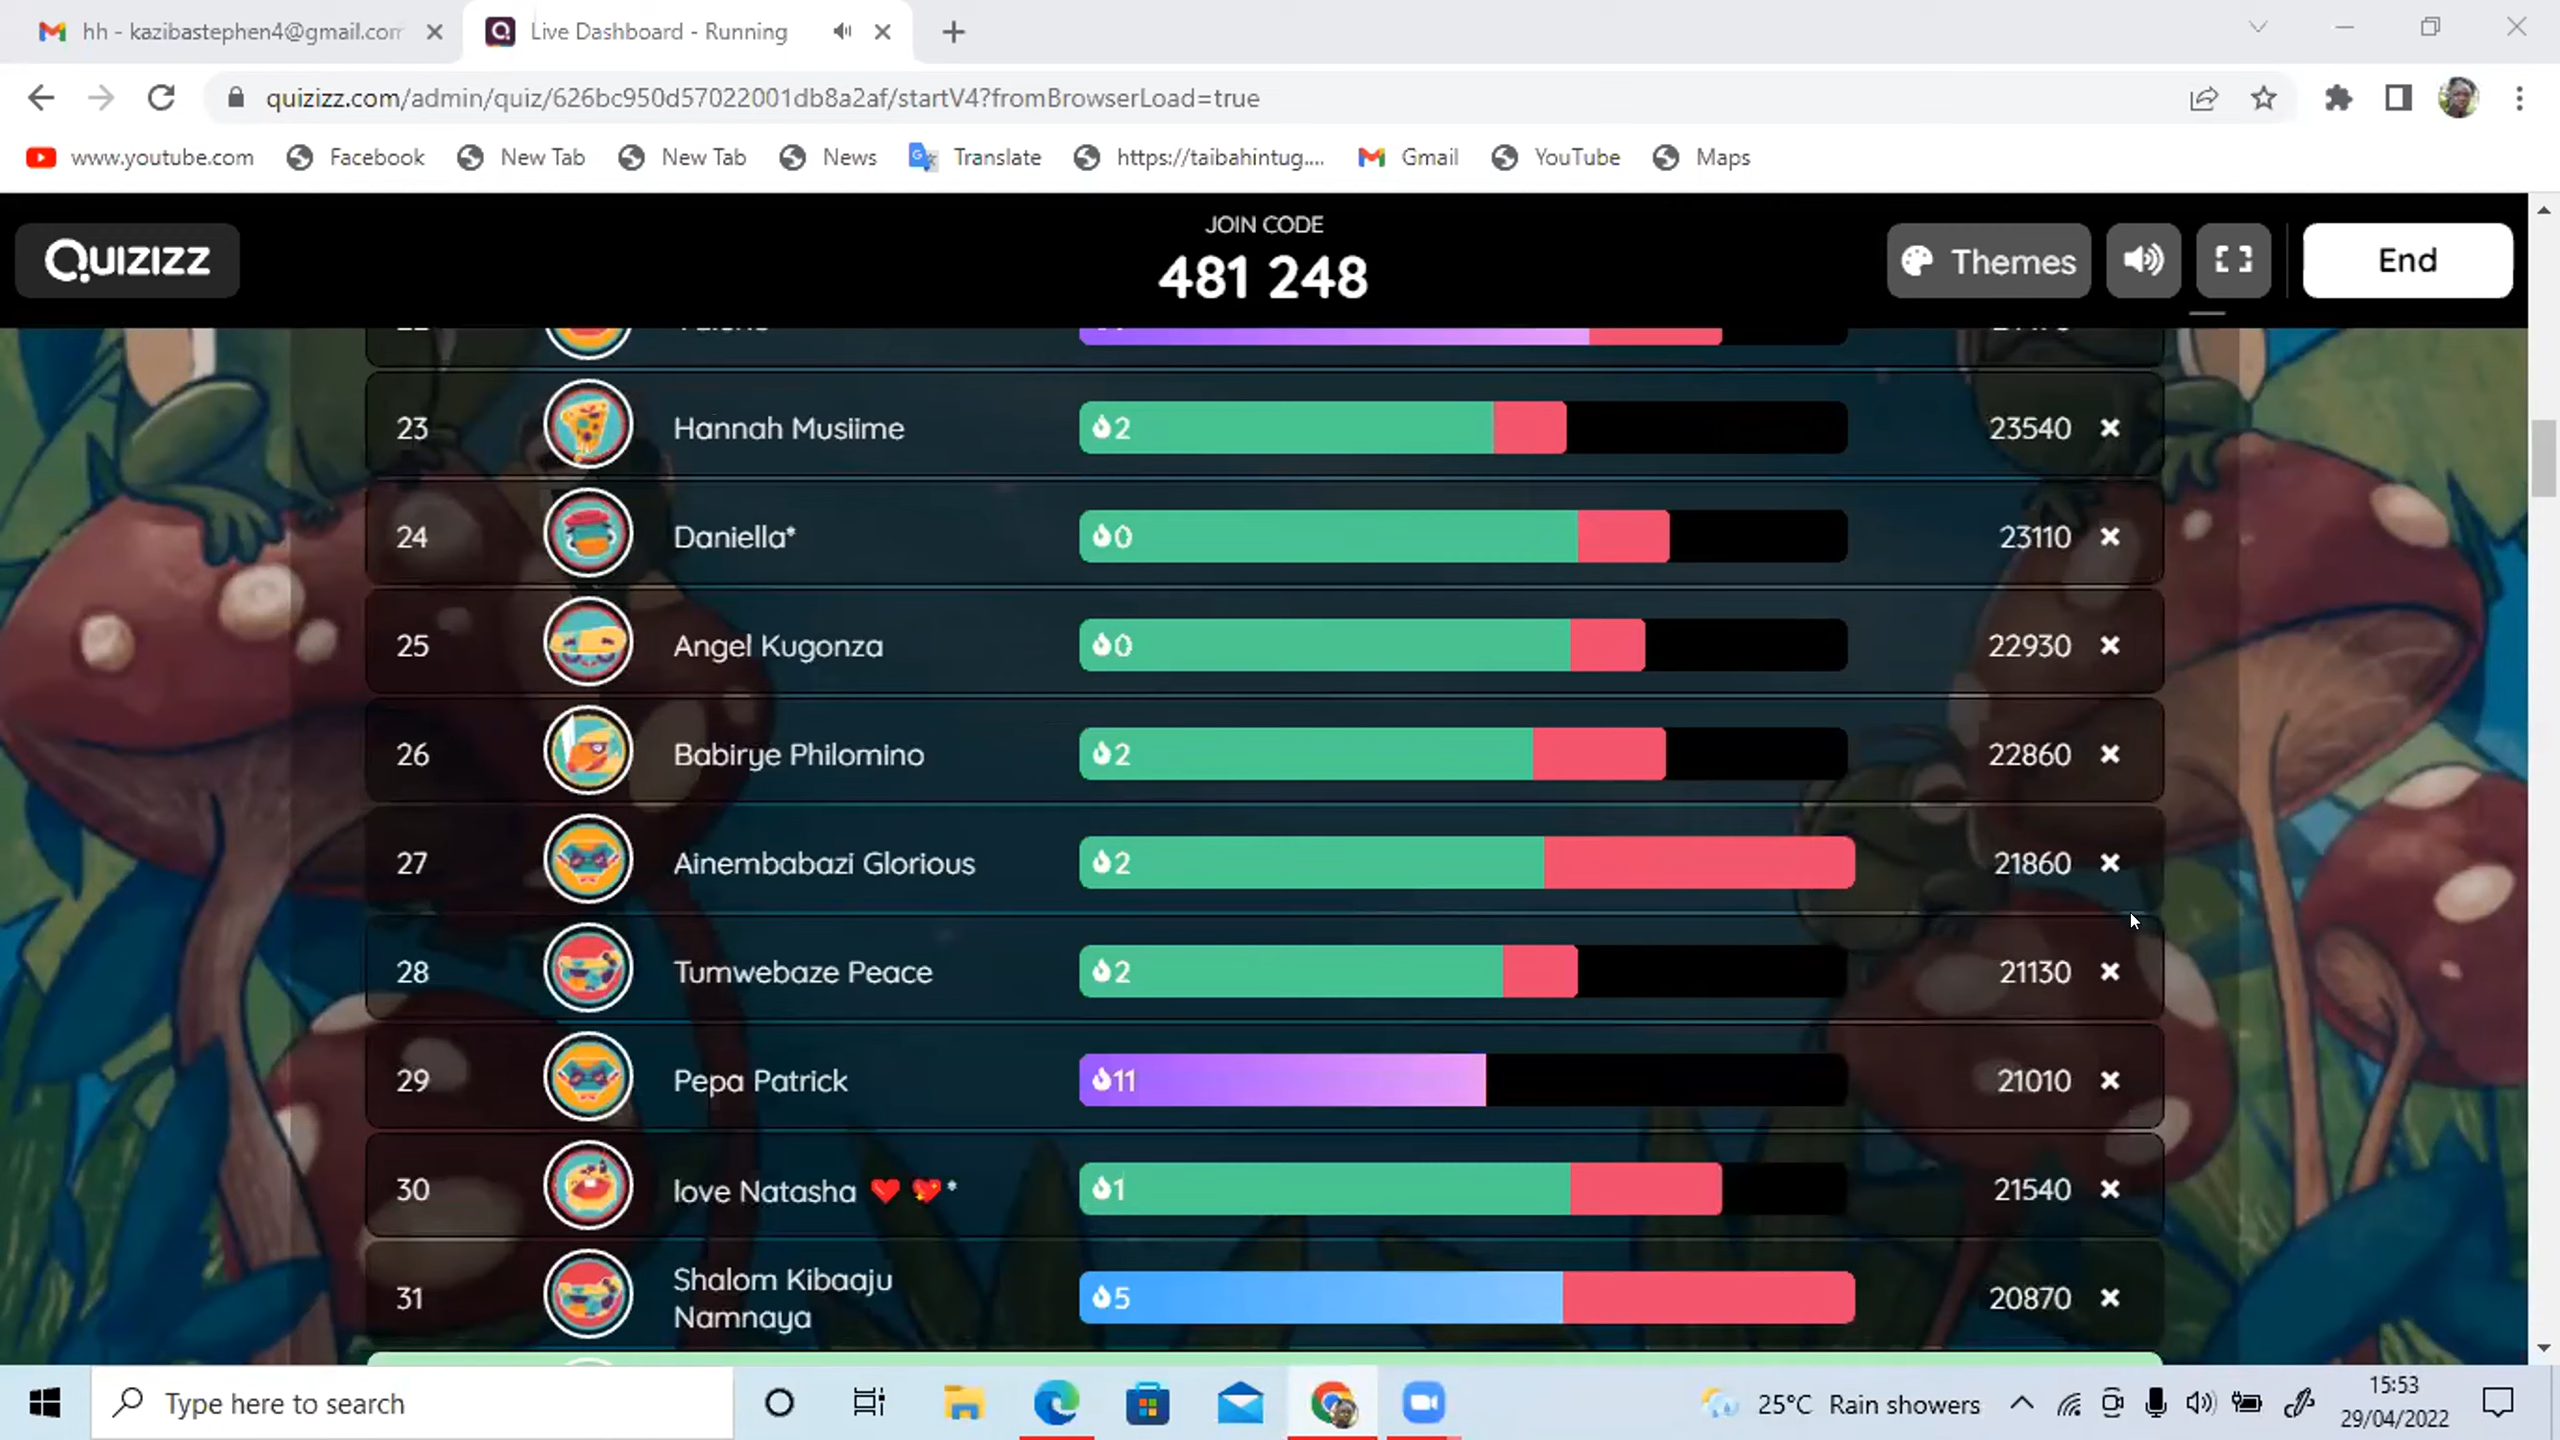 hh - kazibastephen4@gmail.com
Live Dashboard - Running
quizizz.com/admin/quiz/626bc950d57022001db8a2af/startV4?fromBrowserLoad=true
www.youtube.com Facebook New Tab New Tab News Translate https://taibahintug.... Gmail YouTube Maps
QUIZIZZ
JOIN CODE
481 248
Themes
End
23 Hannah Musiime 2 23540
24 Daniella* 0 23110
25 Angel Kugonza 0 22930
26 Babirye Philomino 2 22860
27 Ainembabazi Glorious 2 21860
28 Tumwebaze Peace 2 21130
29 Pepa Patrick 11 21010
30 love Natasha ❤️ 💖* 1 21540
31 Shalom Kibaaju 5 20870
Namnaya
Type here to search
25°C Rain showers
15:53
29/04/2022